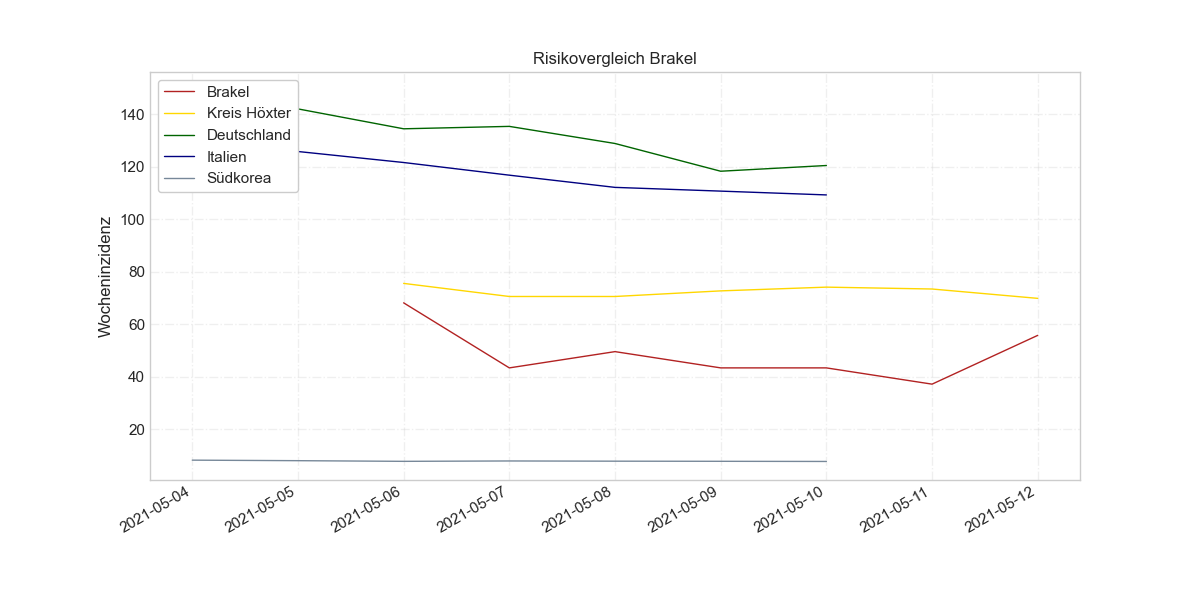 Risikovergleich Brakel
Brakel
Kreis Höxter
Deutschland
Italien
Südkorea
Wocheninzidenz
140
120
100
80
60
40
20
2021-05-04
2021-05-05
2021-05-06
2021-05-07
2021-05-08
2021-05-09
2021-05-10
2021-05-11
2021-05-12